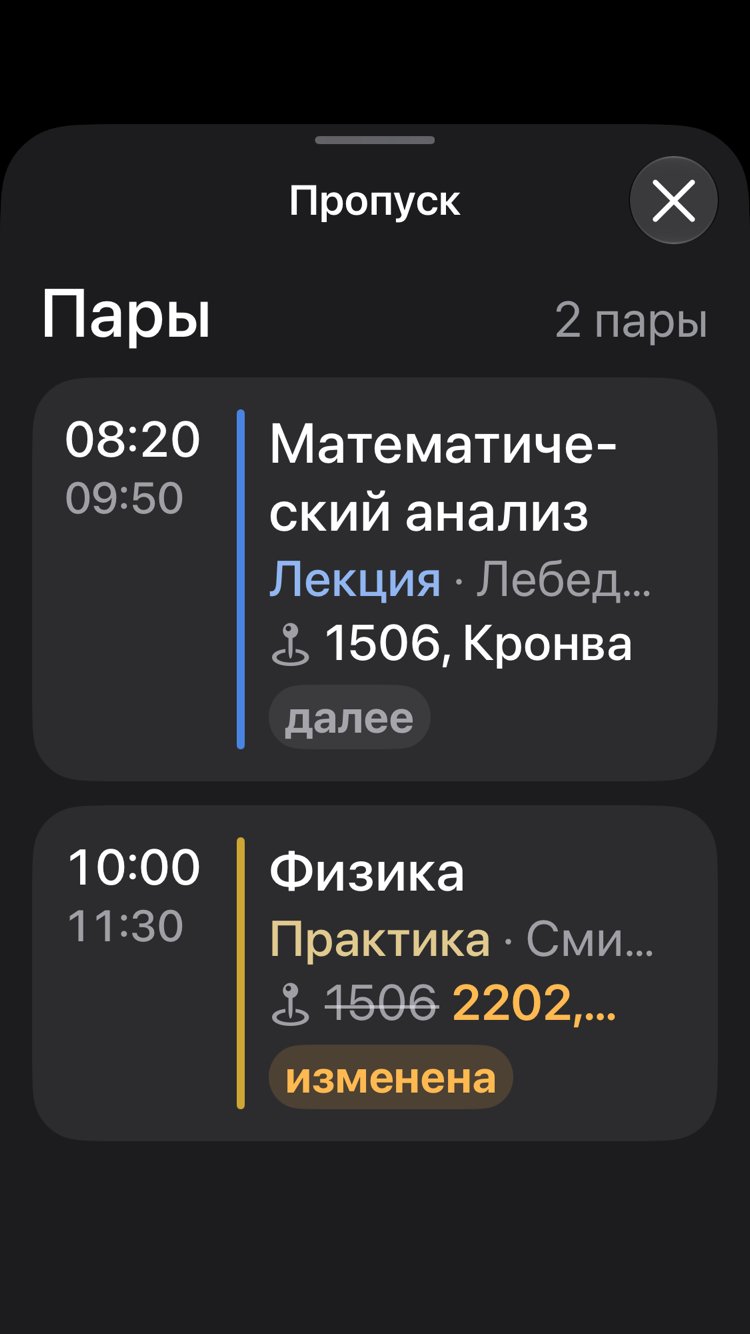 Пропуск
Пары
2 пары
08:20
09:50
Математиче-
ский анализ
Лекция · Лебед...
1506, Кронва
далее
10:00
11:30
Физика
Практика · Сми...
1506 2202,...
изменена